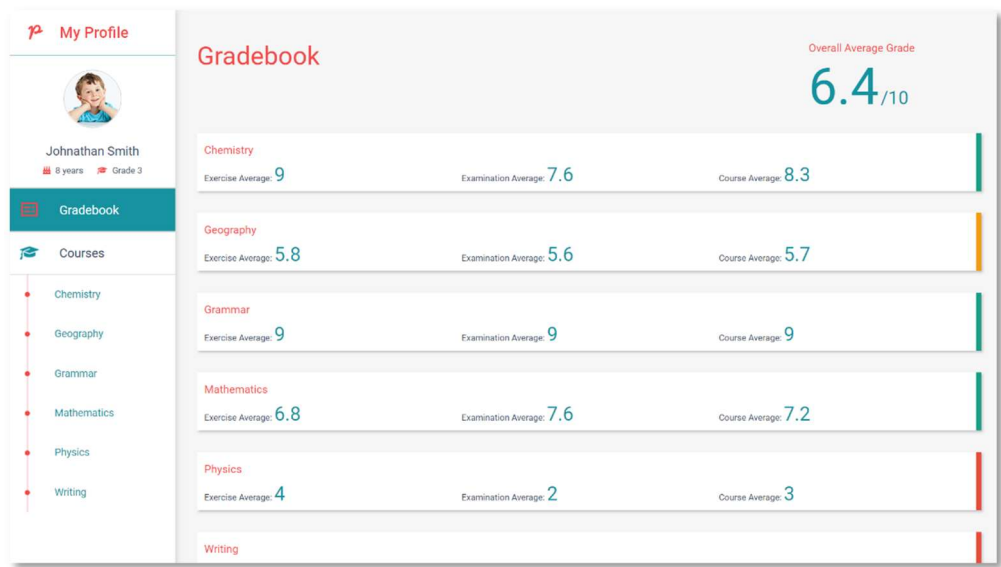 My Profile
Johnathan Smith
8 years Grade 3
Gradebook
Courses
Chemistry
Geography
Grammar
Mathematics
Physics
Writing
Gradebook
Overall Average Grade
6.4/10
Chemistry
Exercise Average: 9 Examination Average: 7.6 Course Average: 8.3
Geography
Exercise Average: 5.8 Examination Average: 5.6 Course Average: 5.7
Grammar
Exercise Average: 9 Examination Average: 9 Course Average: 9
Mathematics
Exercise Average: 6.8 Examination Average: 7.6 Course Average: 7.2
Physics
Exercise Average: 4 Examination Average: 2 Course Average: 3
Writing